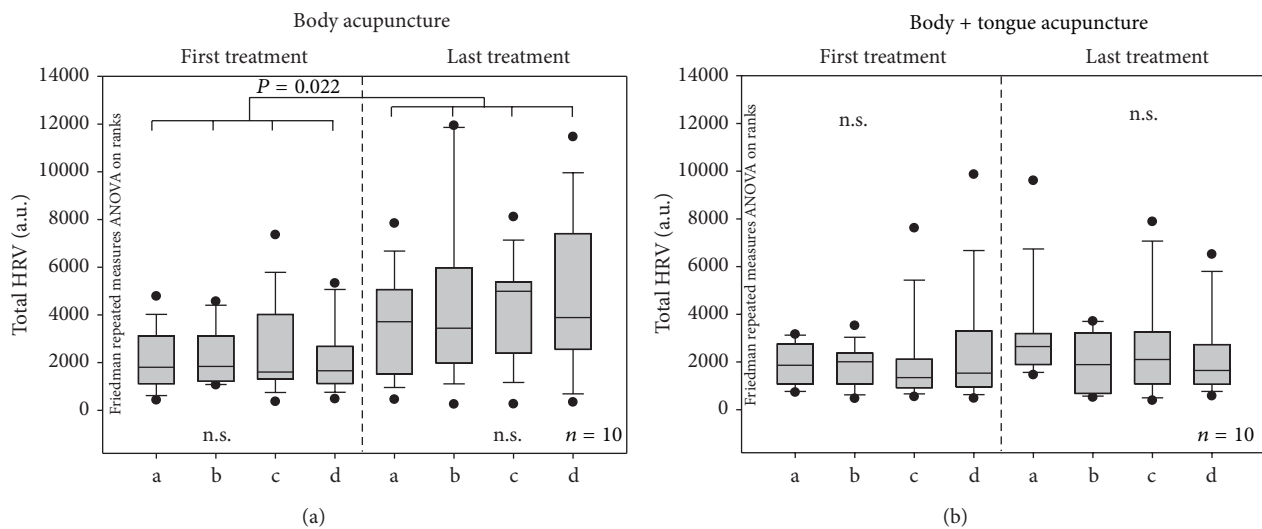 Body acupuncture
First treatment
Last treatment
P = 0.022
Total HRV (a.u.)
14000
12000
10000
8000
6000
4000
2000
0
Friedman repeated measures ANOVA on ranks
n.s.
n.s.
n = 10
a b c d a b c d
(a)
Body + tongue acupuncture
First treatment
Last treatment
n.s.
n.s.
Total HRV (a.u.)
14000
12000
10000
8000
6000
4000
2000
0
Friedman repeated measures ANOVA on ranks
n = 10
a b c d a b c d
(b)